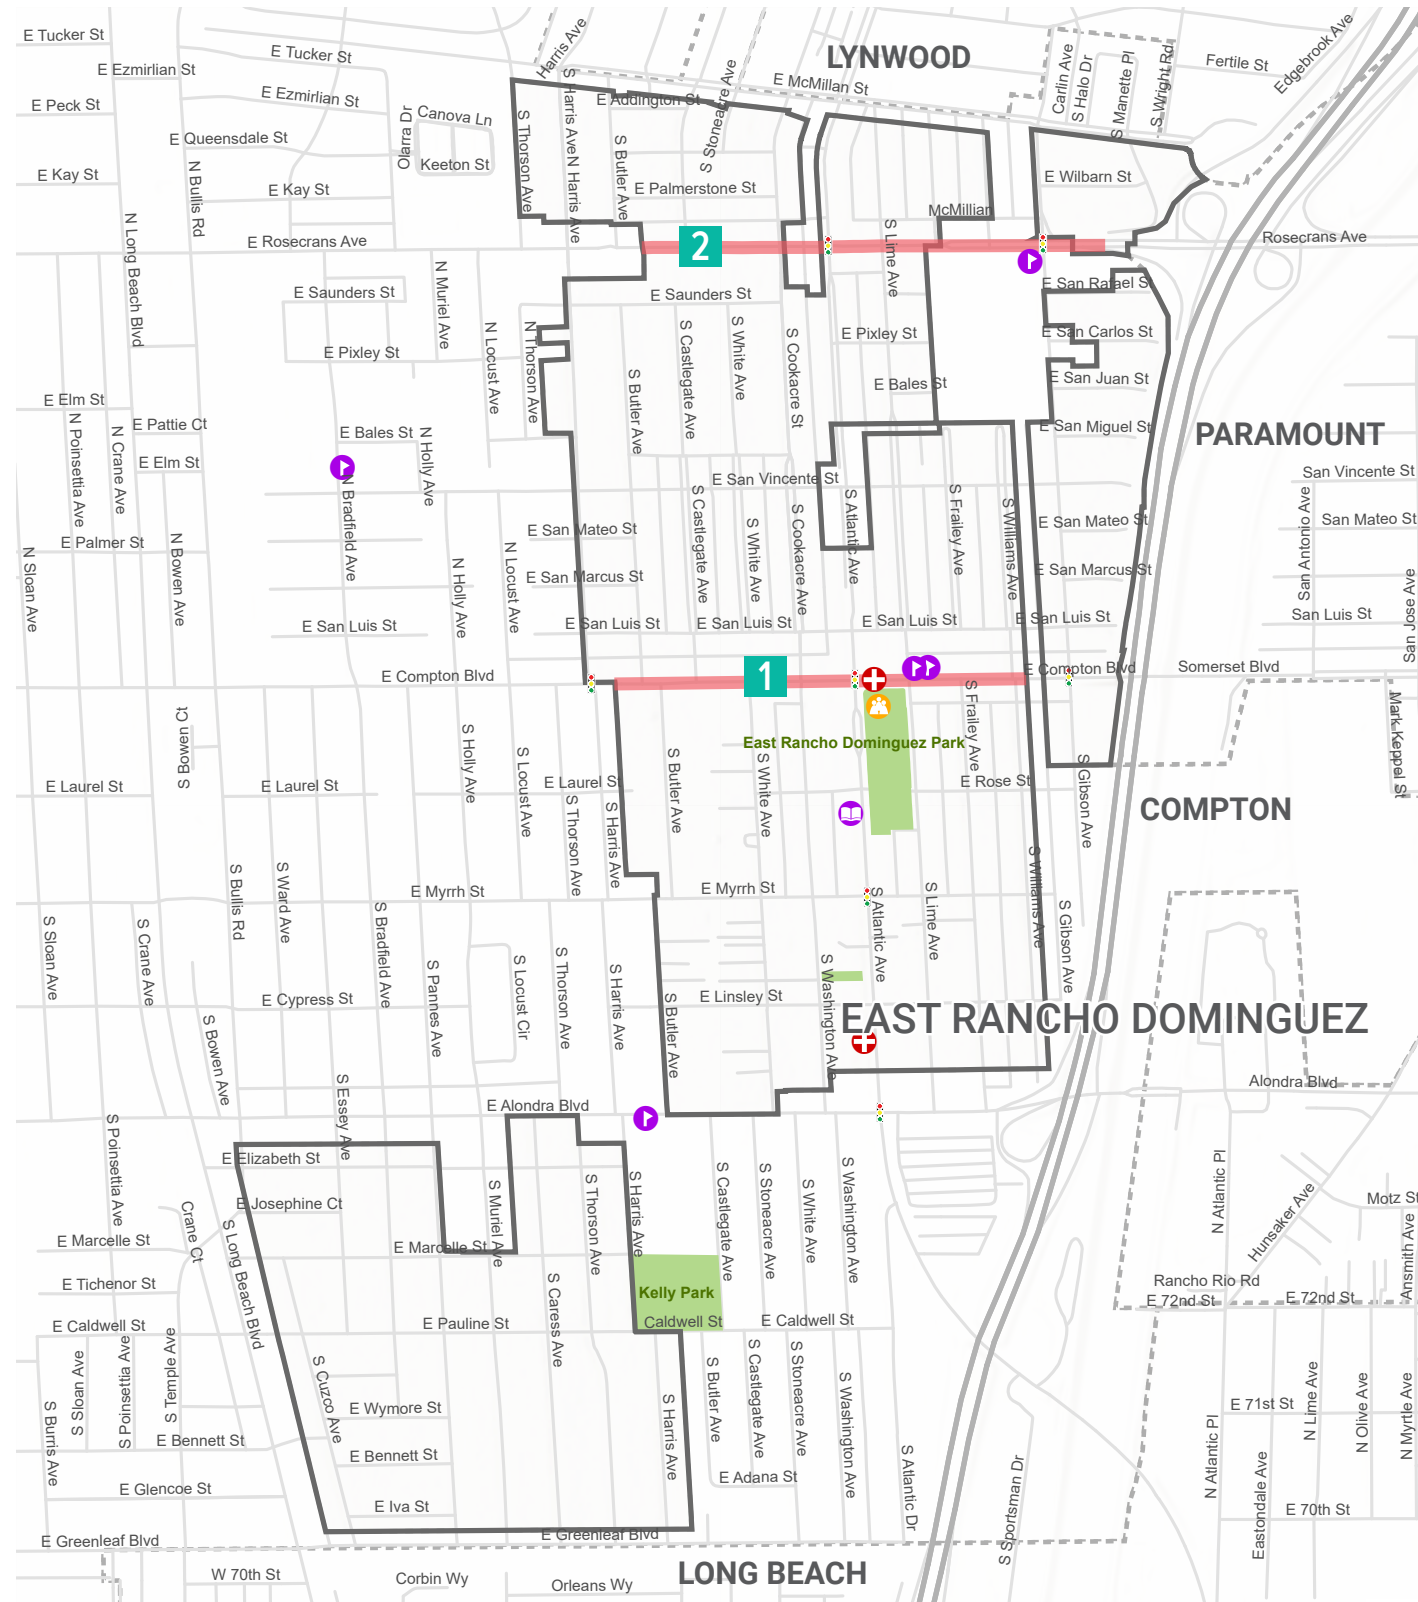 E Tucker St
E Tucker St
Harris Ave
LYNWOOD
Edgebrook Ave
E Ezmirlian St
E Ezmirlian St
S Harris Ave
E Addington St
S Stoneacre Ave
E McMillan St
Carlin Ave
S Halo Dr
S Manette Pl
S Wright Rd
Fertile St
E Peck St
Canova Ln
Olarra Dr
E Queensdale St
Keeton St
S Thorson Ave
N Harris Ave
S Butler Ave
E Kay St
E Kay St
N Bullis Rd
E Palmerstone St
E Wilbarn St
McMillian
N Long Beach Blvd
E Rosecrans Ave
2
S Lime Ave
Rosecrans Ave
N Muriel Ave
E Saunders St
E Saunders St
E San Rafael St
N Locust Ave
N Thorson Ave
S Castlegate Ave
S White Ave
S Cookacre St
E Pixley St
E Pixley St
E San Carlos St
S Butler Ave
E Bales St
E San Juan St
E Elm St
N Poinsettia Ave
N Crane Ave
E Pattie Ct
E Bales St
N Holly Ave
E San Miguel St
PARAMOUNT
E Elm St
N Bradfield Ave
E San Vincente St
San Vincente St
S Castlegate Ave
S White Ave
S Cookacre Ave
S Atlantic Ave
S Frailey Ave
S Williams Ave
San Antonio Ave
E Palmer St
N Sloan Ave
N Bowen Ave
N Holly Ave
N Locust Ave
E San Mateo St
E San Mateo St
San Mateo St
E San Marcus St
E San Marcus St
San Jose Ave
E San Luis St
E San Luis St
E San Luis St
E San Luis St
E San Luis St
San Luis St
E Compton Blvd
1
E Compton Blvd
Somerset Blvd
S Bowen Ct
S Holly Ave
S Locust Ave
S Butler Ave
S White Ave
East Rancho Dominguez Park
S Frailey Ave
S Gibson Ave
Mark Keppel St
E Laurel St
E Laurel St
E Laurel St
S Thorson Ave
S Harris Ave
E Rose St
COMPTON
S Bullis Rd
S Ward Ave
E Myrrh St
E Myrrh St
S Williams Ave
S Sloan Ave
S Crane Ave
S Bradfield Ave
S Pannes Ave
S Locust Cir
S Thorson Ave
S Harris Ave
S Atlantic Ave
S Lime Ave
S Gibson Ave
E Cypress St
S Butler Ave
E Linsley St
S Washington Ave
EAST RANCHO DOMINGUEZ
S Bowen Ave
S Essey Ave
E Alondra Blvd
Alondra Blvd
S Poinsettia Ave
E Elizabeth St
E Josephine Ct
S Muriel Ave
S Thorson Ave
S Harris Ave
S Castlegate Ave
S Stoneacre Ave
S White Ave
S Washington Ave
N Atlantic Pl
Hunsaker Ave
Motz St
Ansmith Ave
Crane Ct
S Long Beach Blvd
E Marcelle St
E Marcelle St
E Tichenor St
S Caress Ave
Kelly Park
Rancho Rio Rd
E 72nd St
E 72nd St
E Caldwell St
E Pauline St
Caldwell St
E Caldwell St
S Burris Ave
S Sloan Ave
S Poinsettia Ave
S Temple Ave
S Cuzco Ave
S Harris Ave
S Butler Ave
S Castlegate Ave
S Stoneacre Ave
S Washington Ave
S Atlantic Dr
S Sportsman Dr
N Atlantic Pl
Eastondale Ave
N Lime Ave
N Olive Ave
N Myrtle Ave
E Wymore St
E 71st St
E Bennett St
E Bennett St
E Adana St
E Glencoe St
E Iva St
E 70th St
E Greenleaf Blvd
E Greenleaf Blvd
W 70th St
Corbin Wy
Orleans Wy
LONG BEACH